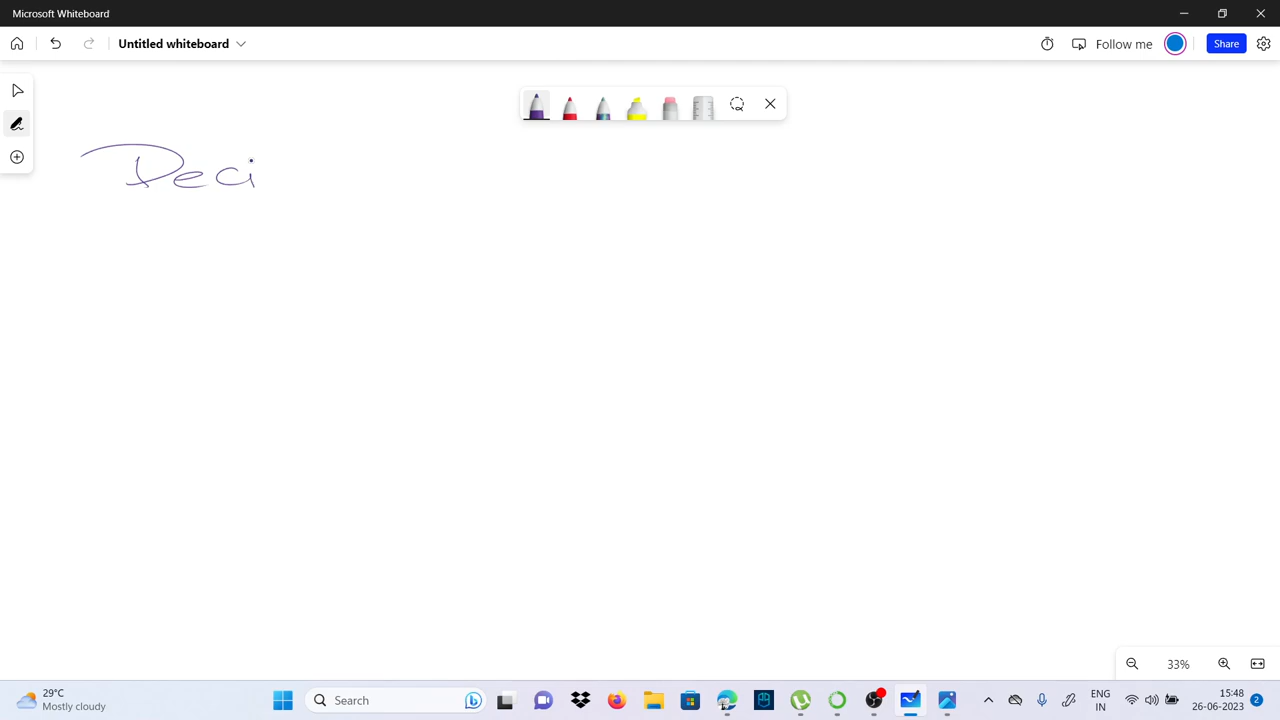 Microsoft Whiteboard
Untitled whiteboard
Follow me
Share
Deci
33%
29°C
Mostly cloudy
Search
ENG
IN
15:48
26-06-2023
2